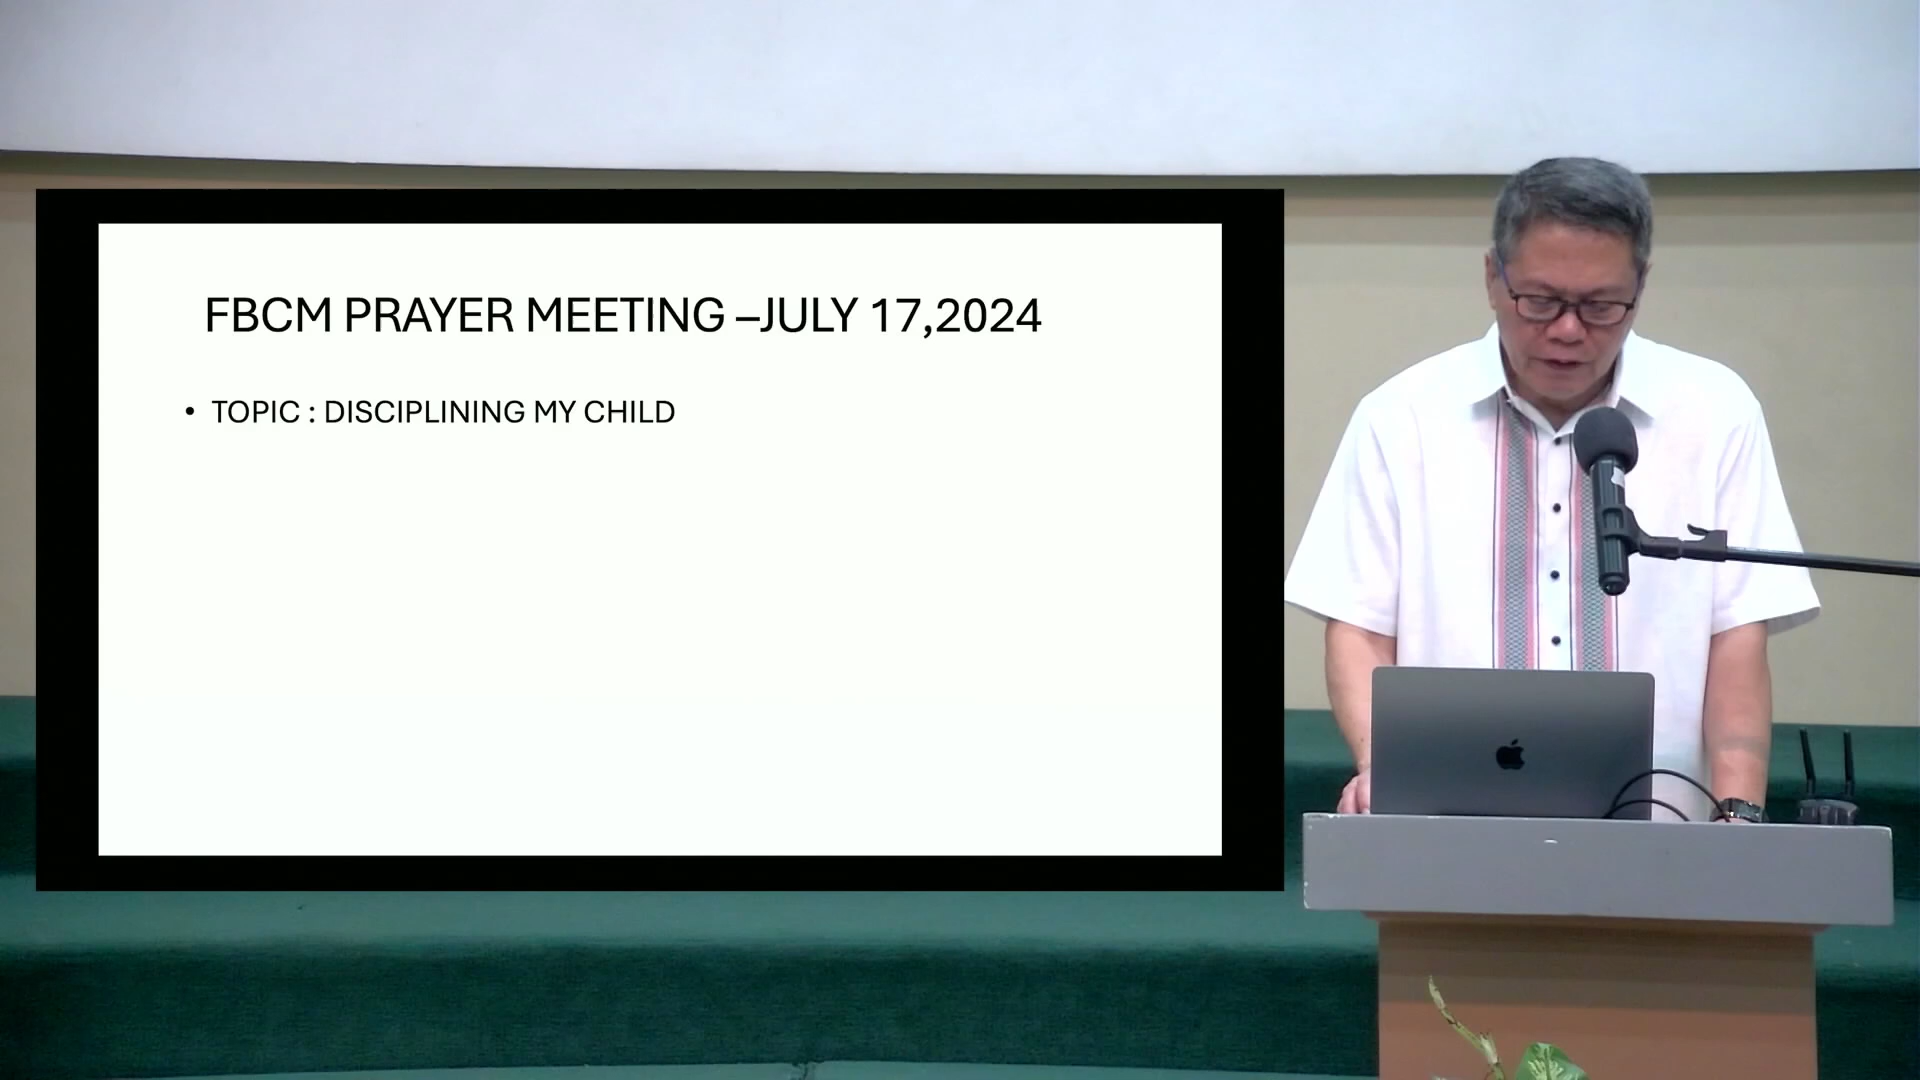 FBCM PRAYER MEETING –JULY 17,2024
• TOPIC : DISCIPLINING MY CHILD